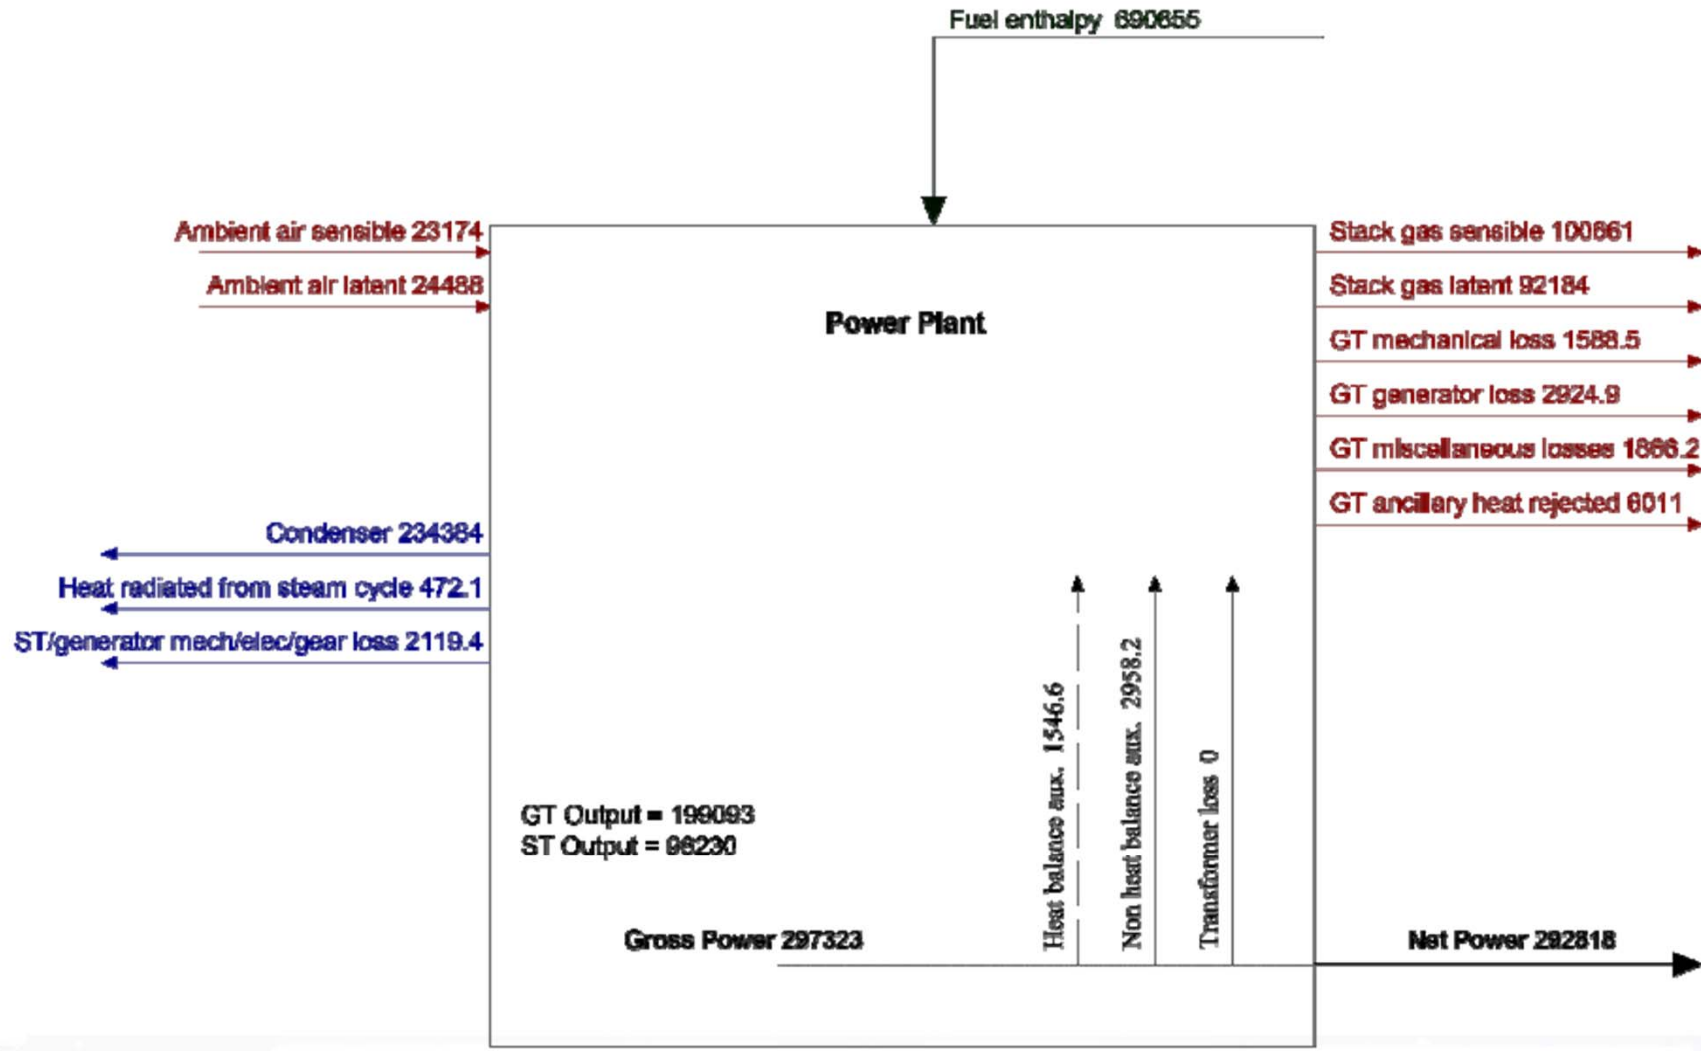 Fuel enthalpy 690655
Ambient air sensible 23174
Ambient air latent 24488
Stack gas sensible 100861
Stack gas latent 92184
GT mechanical loss 1588.5
GT generator loss 2924.9
GT miscellaneous losses 1866.2
GT ancillary heat rejected 6011
Power Plant
Condenser 234384
Heat radiated from steam cycle 472.1
ST/generator mech/elec/gear loss 2119.4
Heat balance aux. 1546.6
Non heat balance aux. 2958.2
Transformer loss 0
GT Output = 199093
ST Output = 98230
Gross Power 297323
Net Power 292818